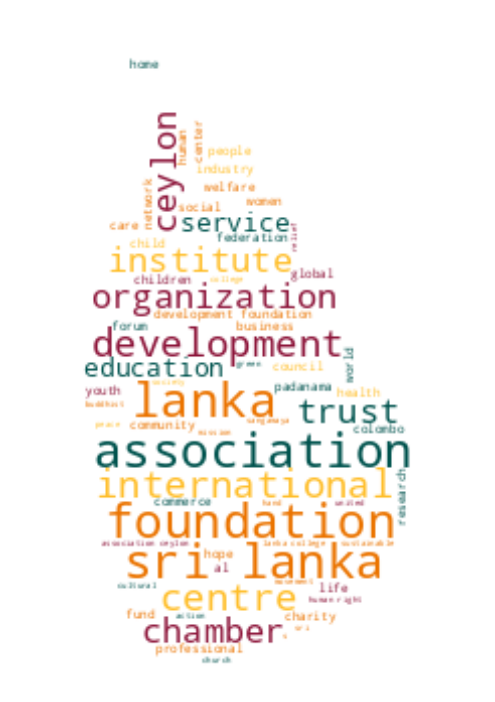 home
ceylon
human
center
people
industry
network
welfare
women
social
care
service
relief
federation
child
institute
global
children
college
organization
development foundation
forum
business
development
world
education
green
council
society
padanama
youth
health
lanka
buddhist
trust
sangamaya
peace
community
colombo
mission
association
international
research
commerce
hand
united
foundation
association ceylon
lanka college
sustainable
sri lanka
hope
al
movement
cultural
life
centre
human right
fund
action
charity
chamber
sri
professional
church